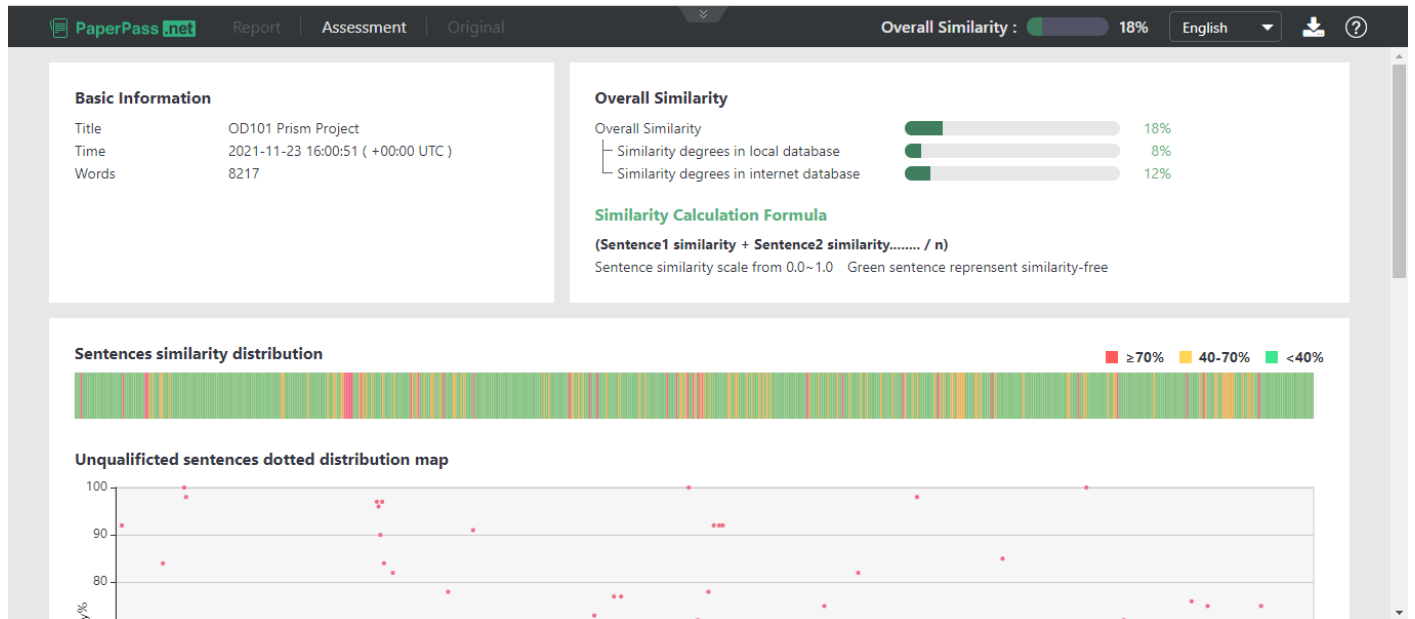 PaperPass .net Report Assessment Original Overall Similarity : 18% English
Basic Information
Title OD101 Prism Project
Time 2021-11-23 16:00:51 ( +00:00 UTC )
Words 8217
Overall Similarity
Overall Similarity 18%
Similarity degrees in local database 8%
Similarity degrees in internet database 12%
Similarity Calculation Formula
(Sentence1 similarity + Sentence2 similarity........ / n)
Sentence similarity scale from 0.0~1.0 Green sentence reprensent similarity-free
Sentences similarity distribution
≥70% 40-70% <40%
Unqualificted sentences dotted distribution map
100
90
80